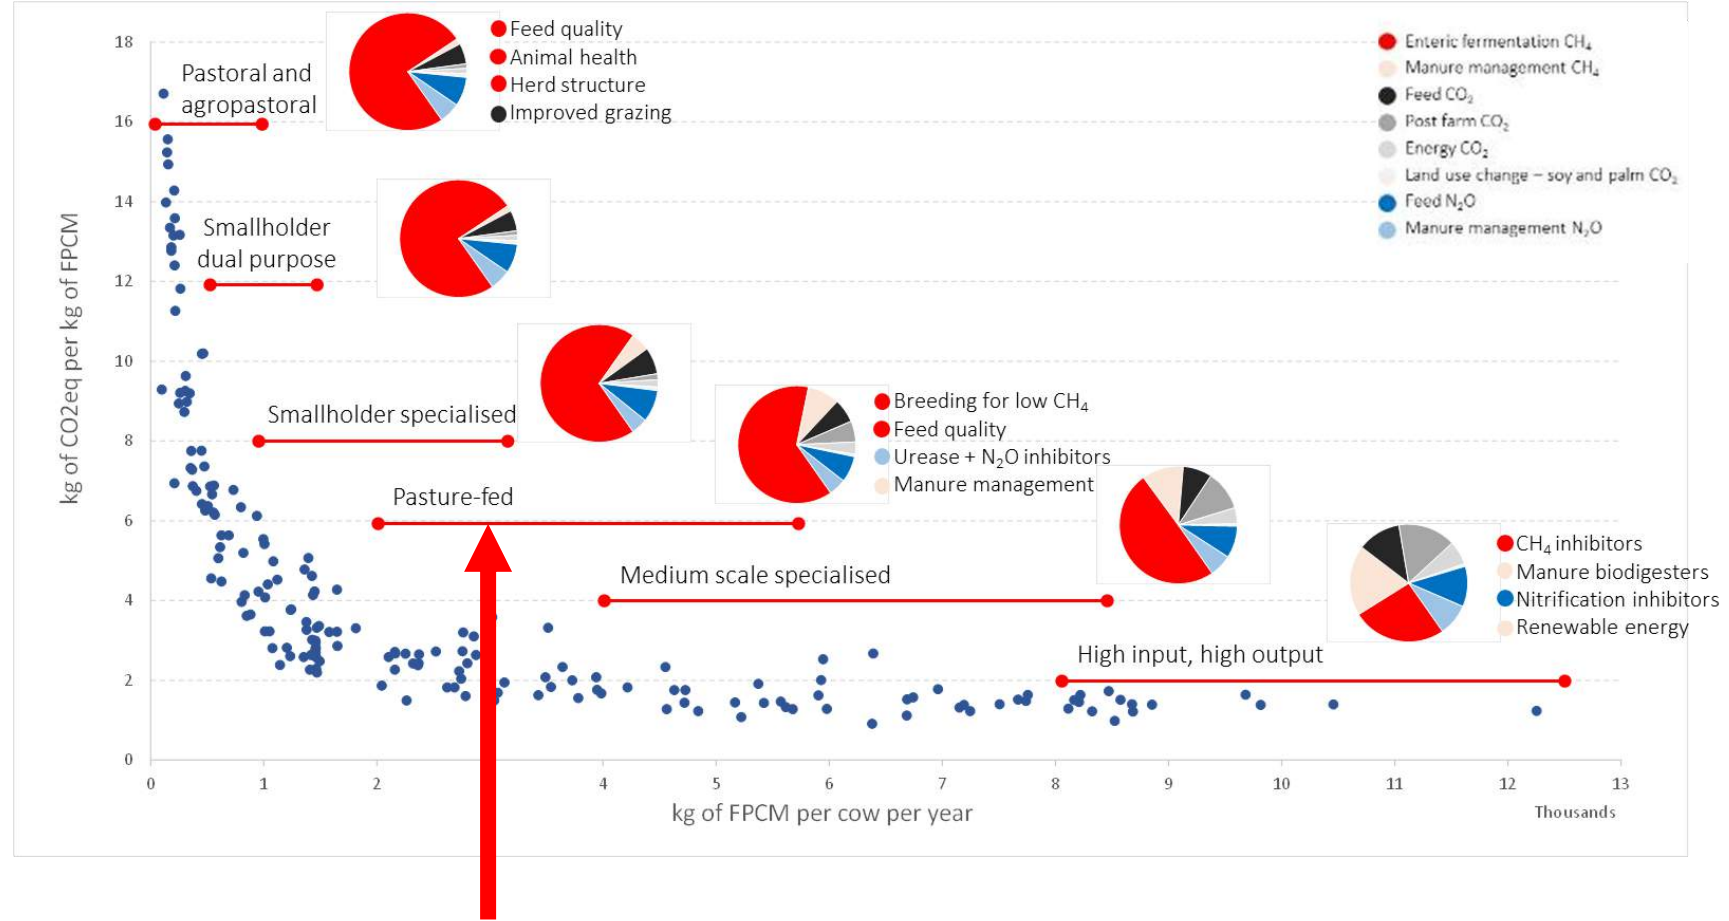 18
16
14
12
10
8
6
4
2
0
kg of CO2eq per kg of FPCM
0 1 2 4 5 6 7 8 9 10 11 12 13
kg of FPCM per cow per year
Thousands
Pastoral and
agropastoral
Feed quality
Animal health
Herd structure
Improved grazing
Smallholder
dual purpose
Smallholder specialised
Pasture-fed
Breeding for low CH₄
Feed quality
Urease + N₂O inhibitors
Manure management
Medium scale specialised
High input, high output
CH₄ inhibitors
Manure biodigesters
Nitrification inhibitors
Renewable energy
Enteric fermentation CH₄
Manure management CH₄
Feed CO₂
Post farm CO₂
Energy CO₂
Land use change – soy and palm CO₂
Feed N₂O
Manure management N₂O